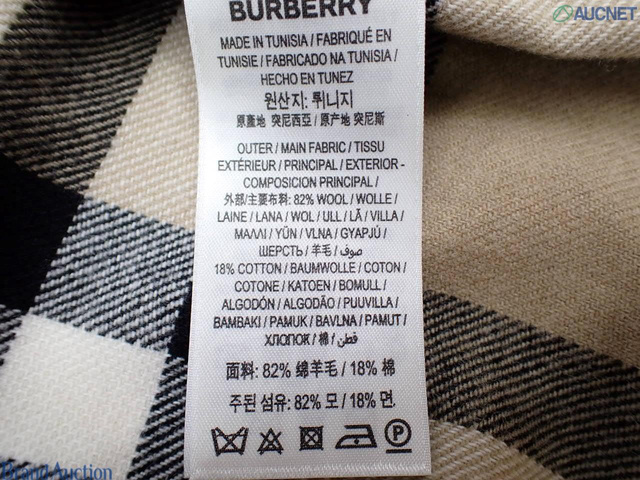 BURBERRY
MADE IN TUNISIA / FABRIQUÉ EN
TUNISIE / FABRICADO NA TUNISIA /
HECHO EN TUNEZ
원산지: 튀니지
原產地 突尼西亞 / 原产地 突尼斯
OUTER / MAIN FABRIC / TISSU
EXTÉRIEUR / PRINCIPAL / EXTERIOR -
COMPOSICION PRINCIPAL /
外部/主要布料: 82% WOOL / WOLLE /
LAINE / LANA / WOL / ULL / LÃ / VILLA /
ΜΑΛΛΙ / YÜN / VLNA / GYAPJÚ /
ШЕРСТЬ / 羊毛 / صوف
18% COTTON / BAUMWOLLE / COTON /
COTONE / KATOEN / BOMULL /
ALGODÓN / ALGODÃO / PUUVILLA /
BAMBAKI / PAMUK / BAVLNA / PAMUT /
ХЛОПОК / 棉 / قطن
面料: 82% 绵羊毛 / 18% 棉
주된 섬유: 82% 모 / 18% 면.
P
AUCNET
Brand Auction